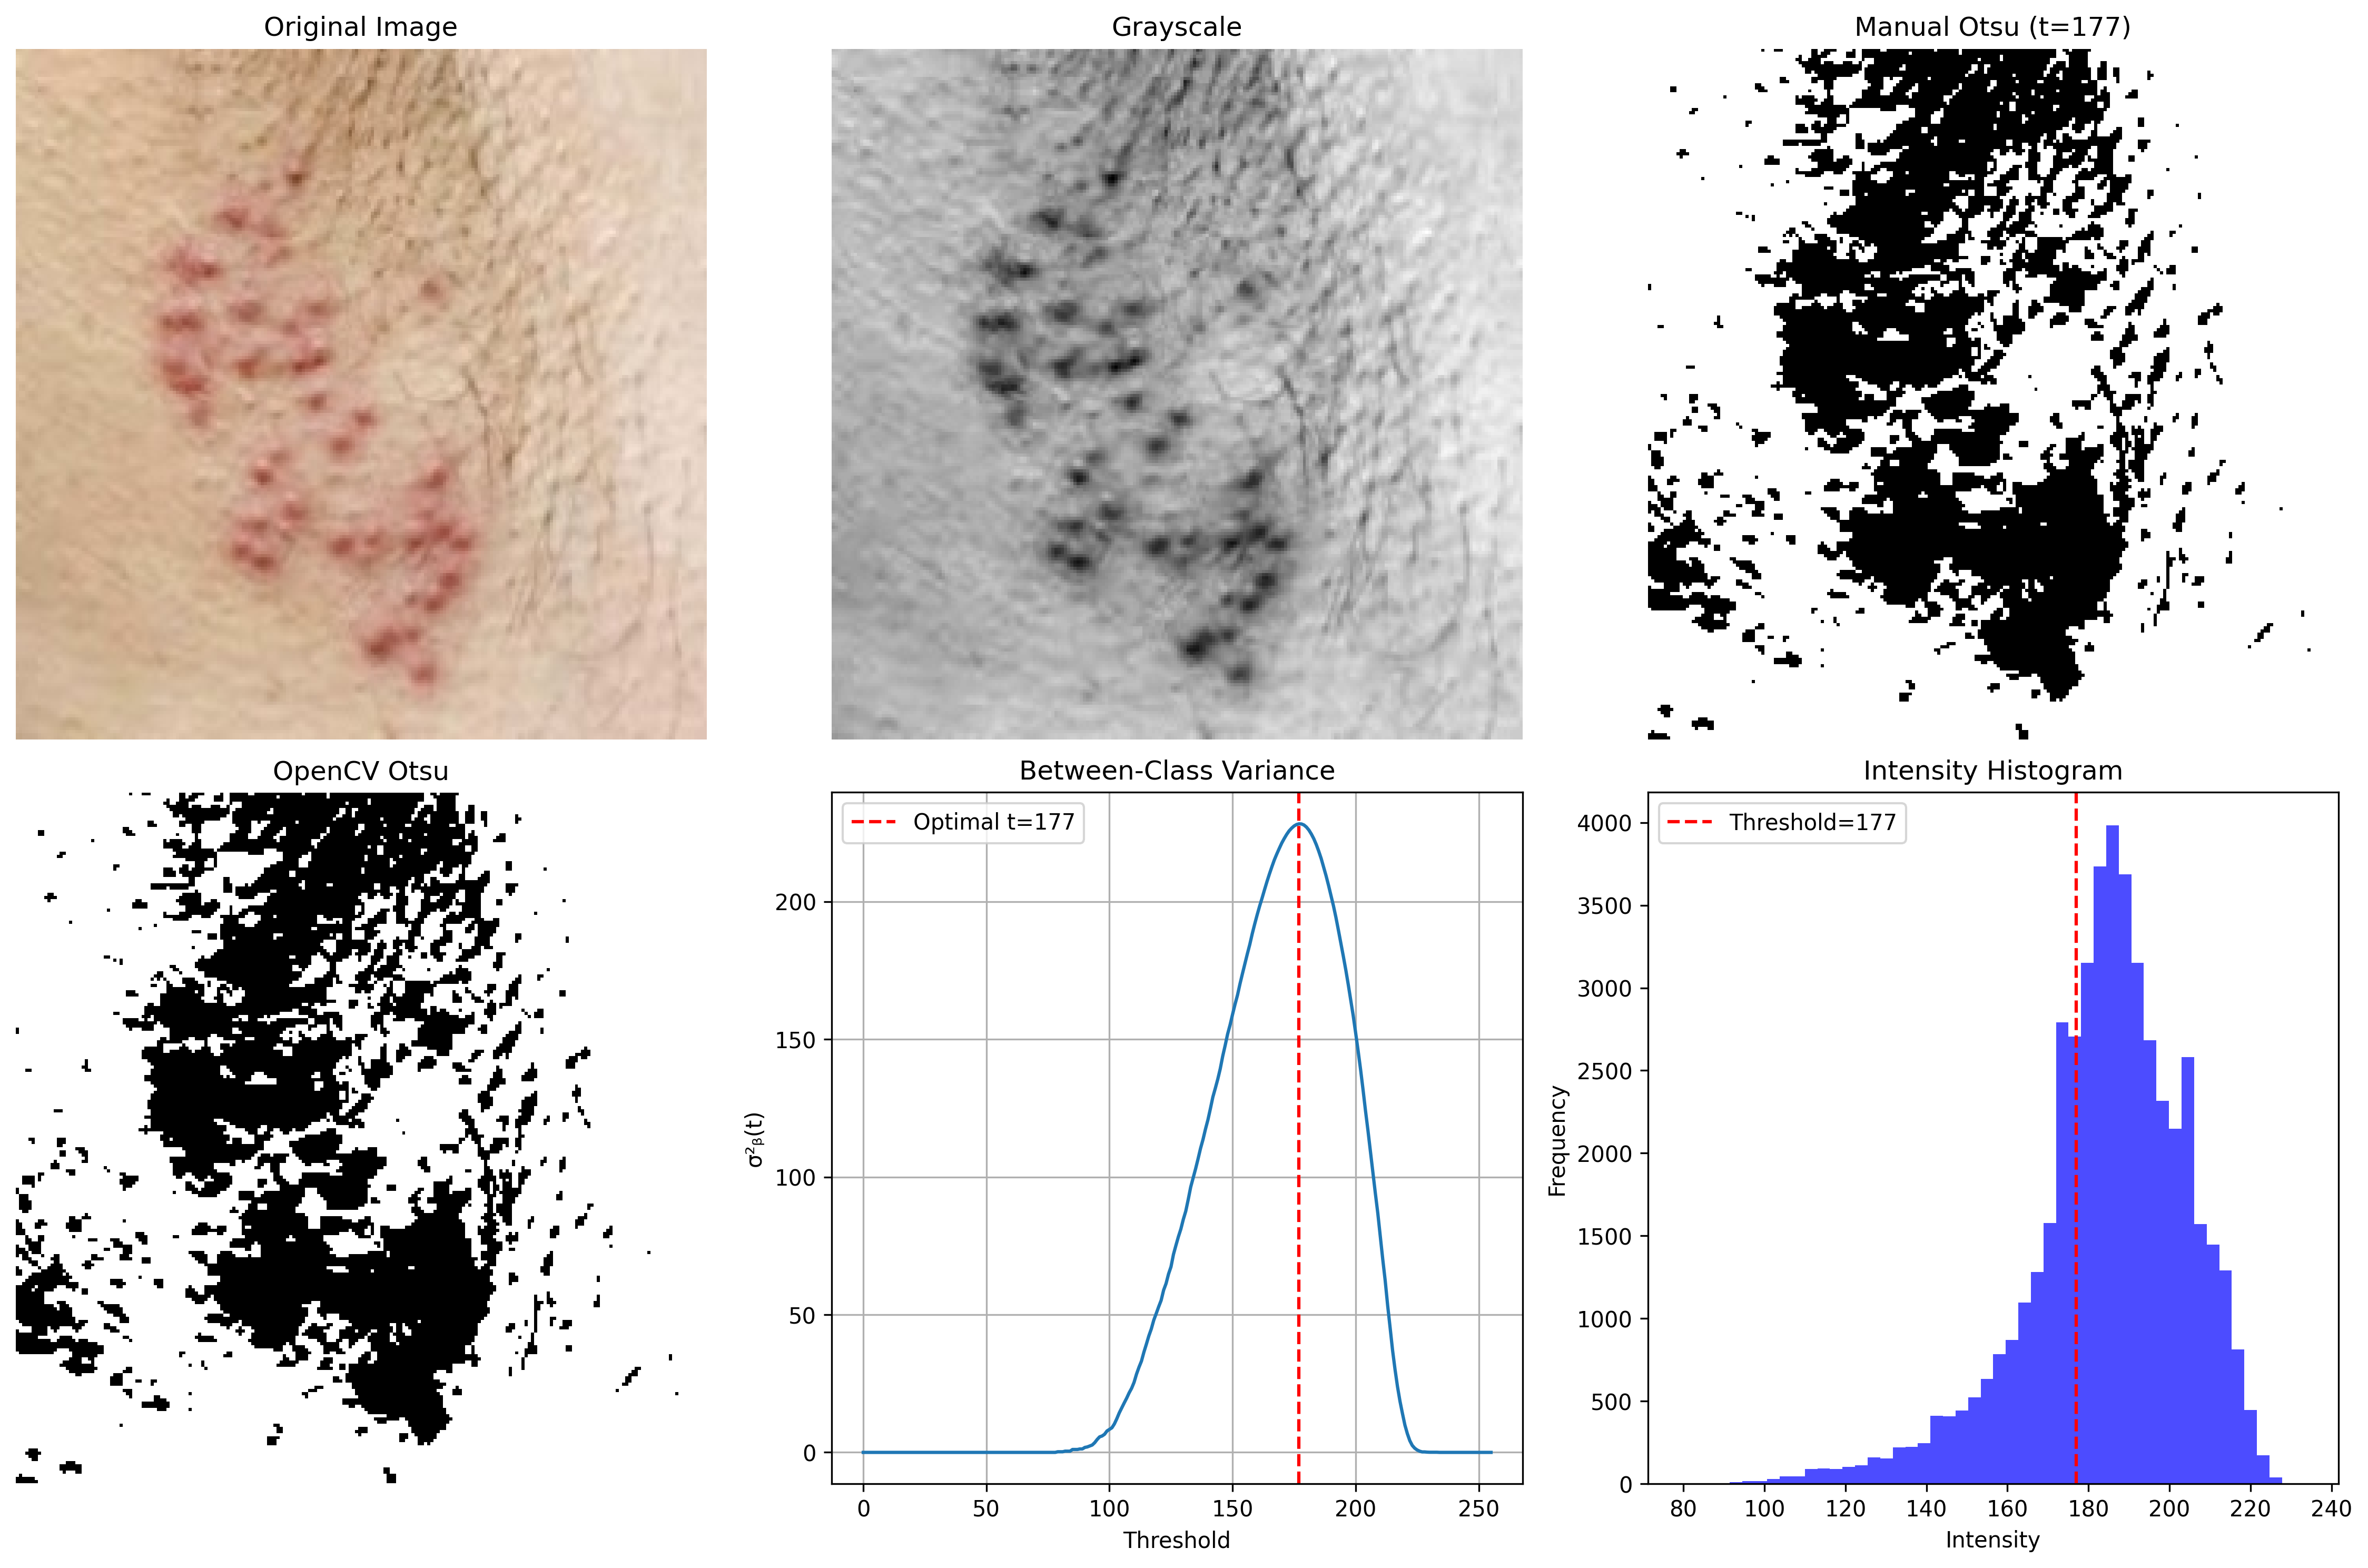 Original Image
Grayscale
Manual Otsu (t=177)
OpenCV Otsu
Between-Class Variance
Optimal t=177
σ²ᵦ(t)
200
150
100
50
0
0 50 100 150 200 250
Threshold
Intensity Histogram
Threshold=177
Frequency
4000
3500
3000
2500
2000
1500
1000
500
0
80 100 120 140 160 180 200 220 240
Intensity